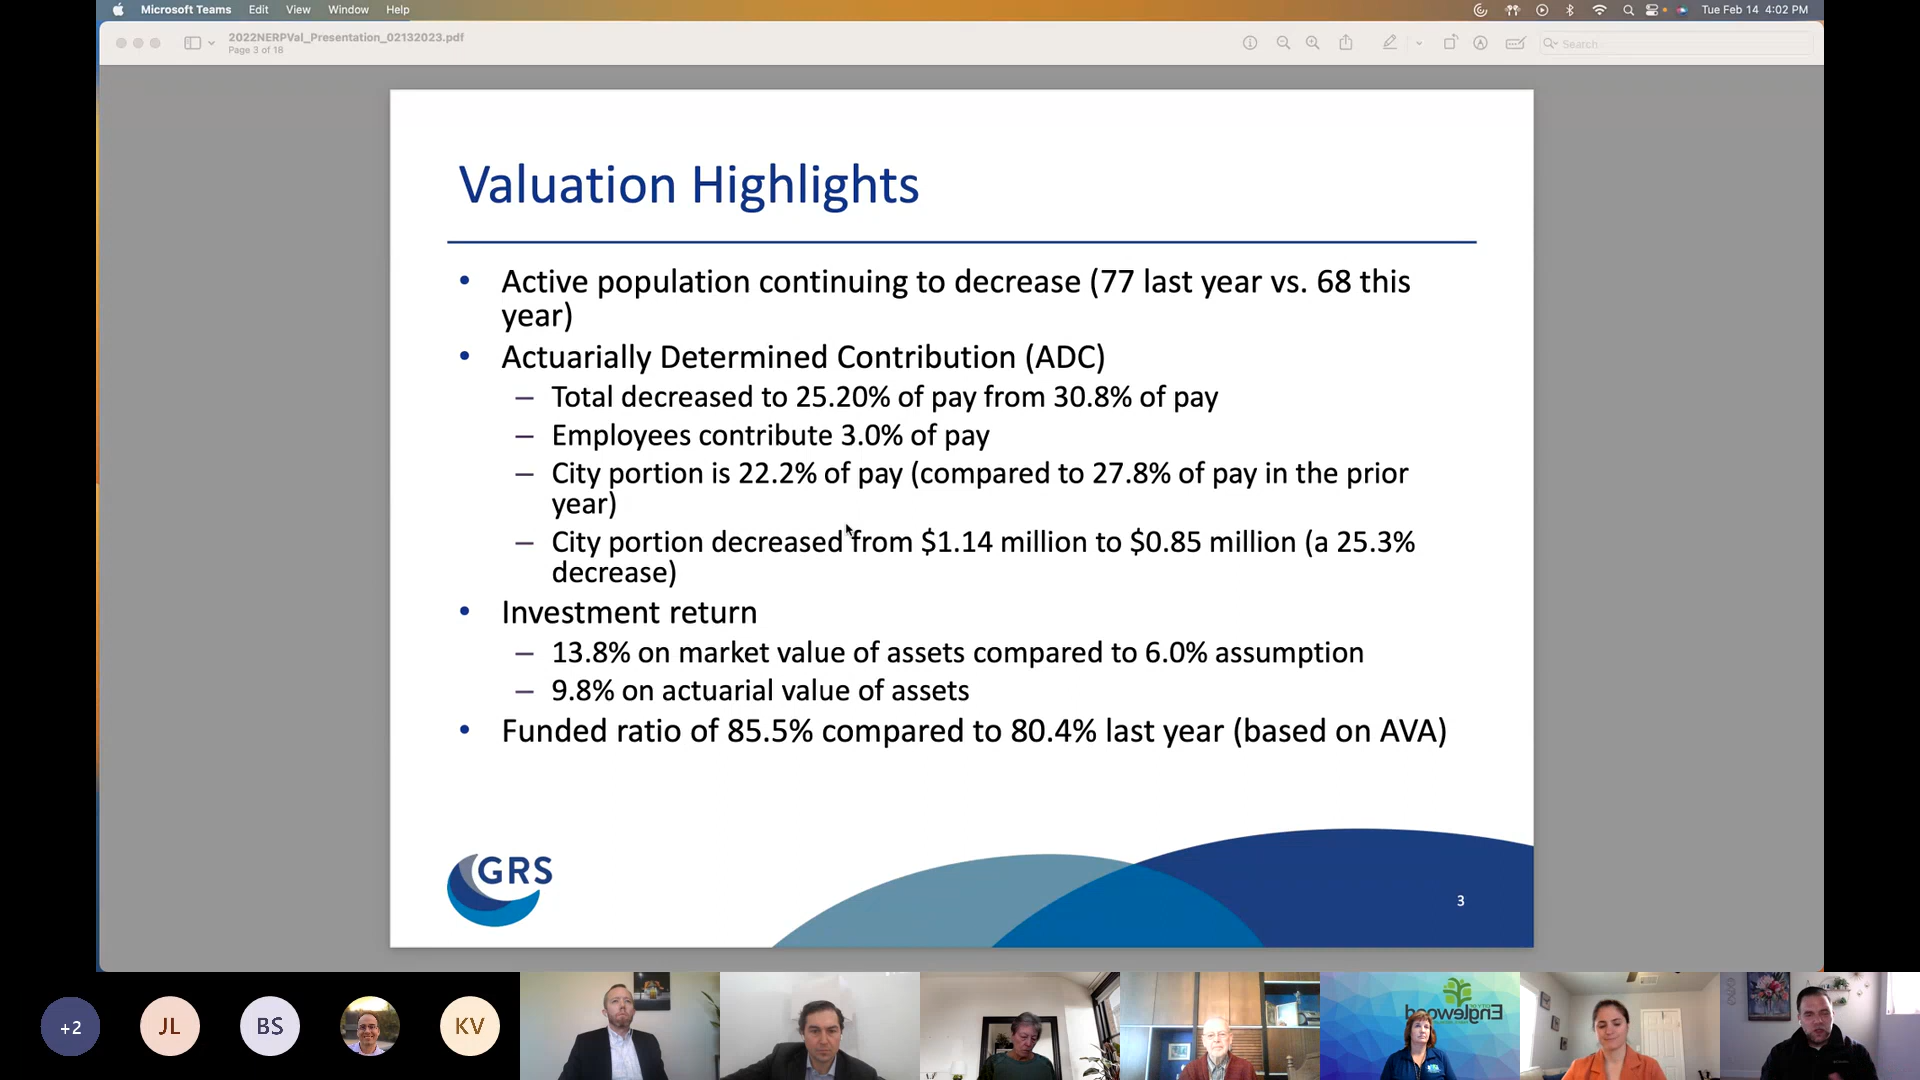 Microsoft Teams Edit View Window Help Tue Feb 14 4:02 PM
2022NERPVal_Presentation_02132023.pdf
Page 3 of 18
Search
Valuation Highlights
• Active population continuing to decrease (77 last year vs. 68 this
year)
• Actuarially Determined Contribution (ADC)
– Total decreased to 25.20% of pay from 30.8% of pay
– Employees contribute 3.0% of pay
– City portion is 22.2% of pay (compared to 27.8% of pay in the prior
year)
– City portion decreased from $1.14 million to $0.85 million (a 25.3%
decrease)
• Investment return
– 13.8% on market value of assets compared to 6.0% assumption
– 9.8% on actuarial value of assets
• Funded ratio of 85.5% compared to 80.4% last year (based on AVA)
GRS
3
+2 JL BS KV
Englewood